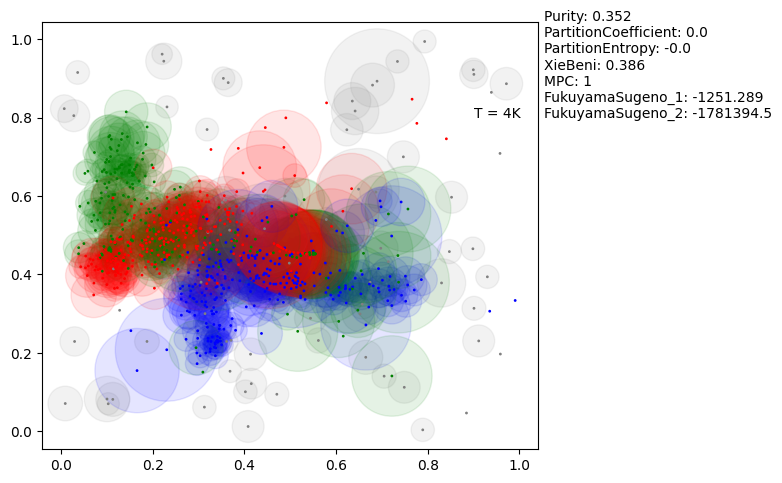 Purity: 0.352
PartitionCoefficient: 0.0
PartitionEntropy: -0.0
XieBeni: 0.386
MPC: 1
FukuyamaSugeno_1: -1251.289
FukuyamaSugeno_2: -1781394.5
T = 4K
1.0
0.8
0.6
0.4
0.2
0.0
0.0 0.2 0.4 0.6 0.8 1.0